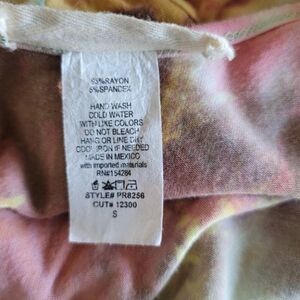 95%RAYON
5%SPANDEX
HAND WASH
COLD WATER
WITH LIKE COLORS
DO NOT BLEACH
HANG OR LINE DRY
COOL IRON IF NEEDED
MADE IN MEXICO
with imported materials
RN#154284
STYLE# PR8256
CUT# 12300
S